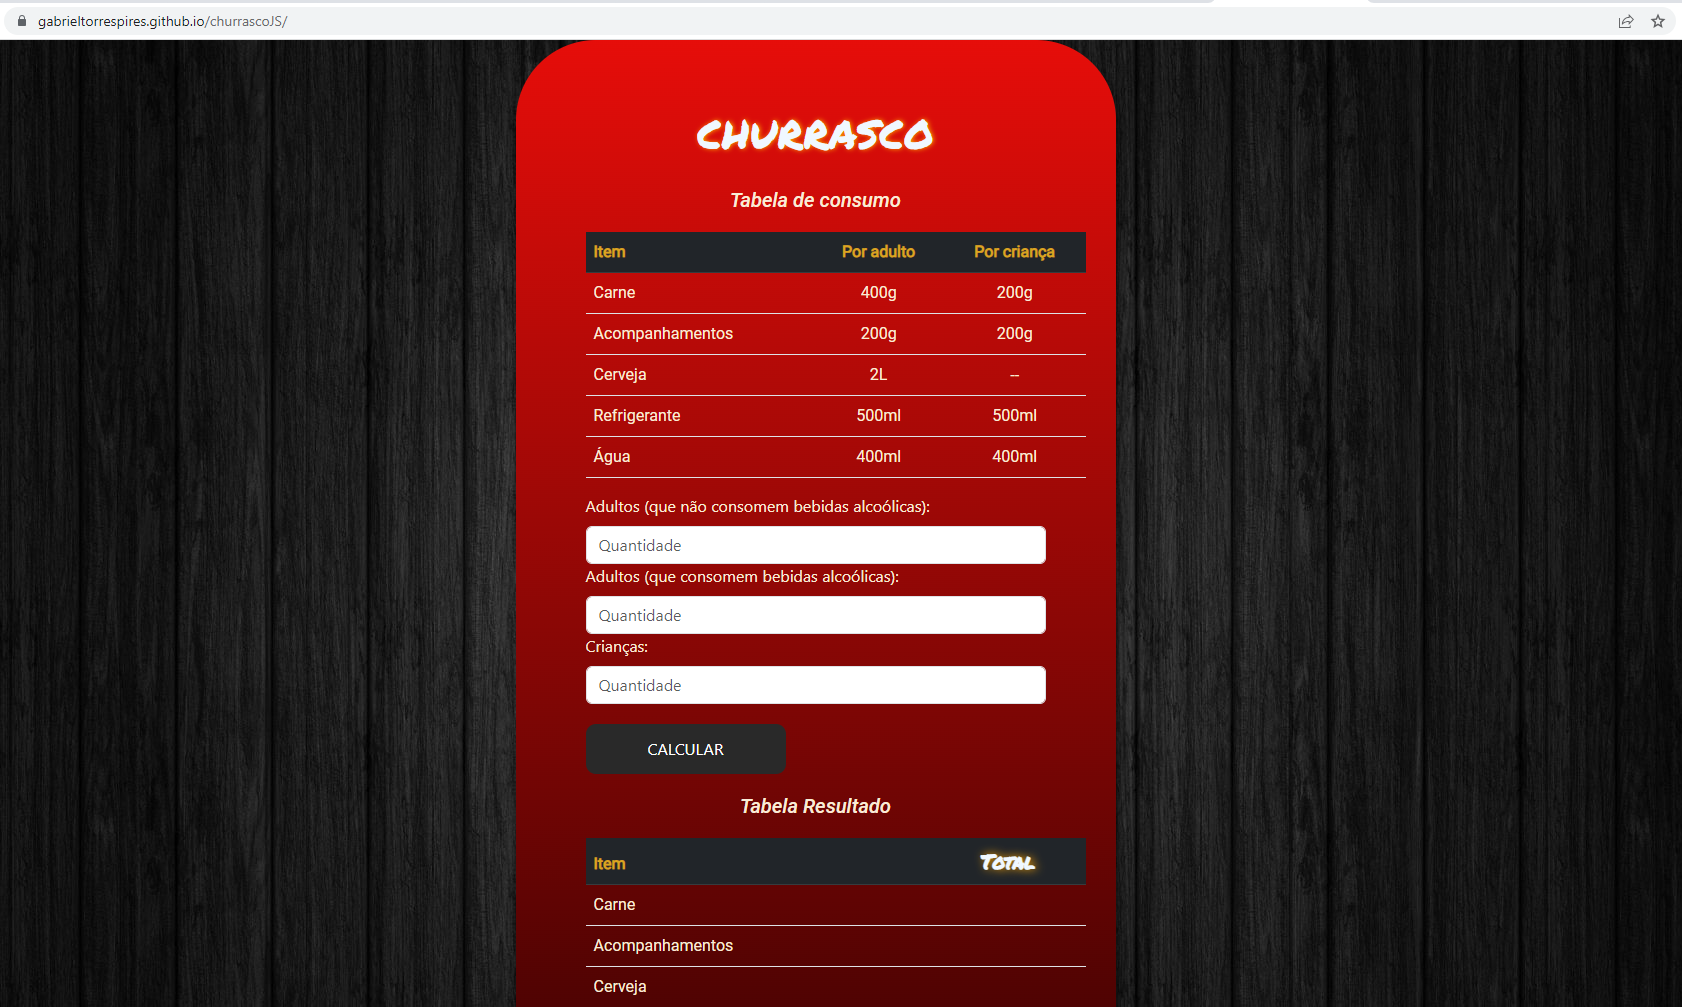 gabrieltorrespires.github.io/churrascoJS/
CHURRASCO
Tabela de consumo
Item Por adulto Por criança
Carne 400g 200g
Acompanhamentos 200g 200g
Cerveja 2L --
Refrigerante 500ml 500ml
Água 400ml 400ml
Adultos (que não consomem bebidas alcoólicas):
Quantidade
Adultos (que consomem bebidas alcoólicas):
Quantidade
Crianças:
Quantidade
CALCULAR
Tabela Resultado
Item Total
Carne
Acompanhamentos
Cerveja